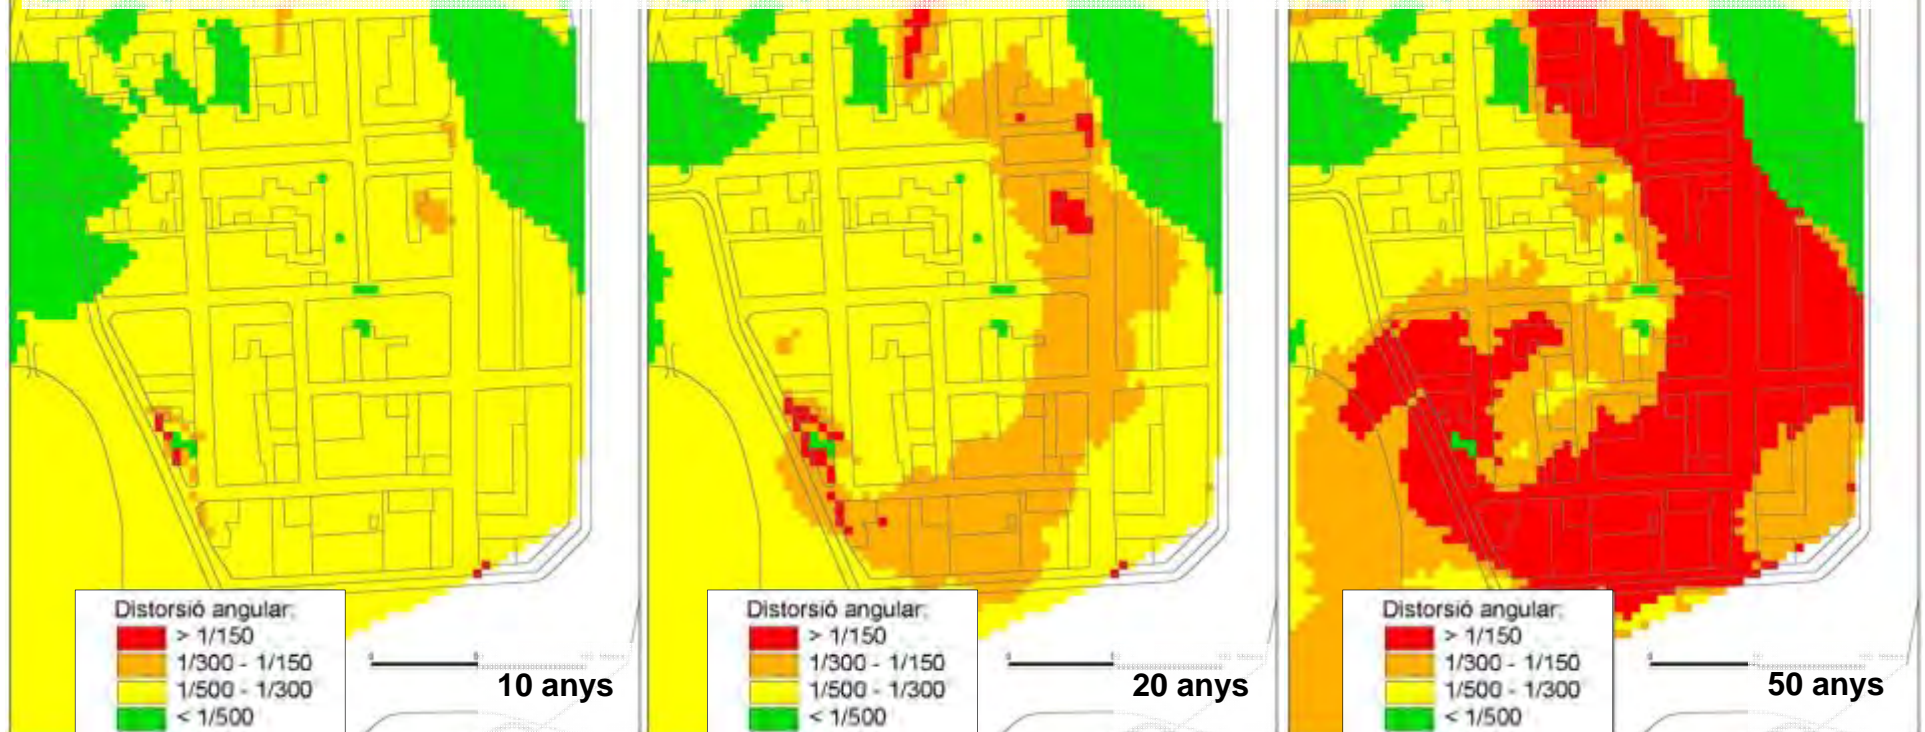 Distorsió angular:
> 1/150
1/300 - 1/150
1/500 - 1/300
< 1/500
10 anys
Distorsió angular:
> 1/150
1/300 - 1/150
1/500 - 1/300
< 1/500
20 anys
Distorsió angular:
> 1/150
1/300 - 1/150
1/500 - 1/300
< 1/500
50 anys